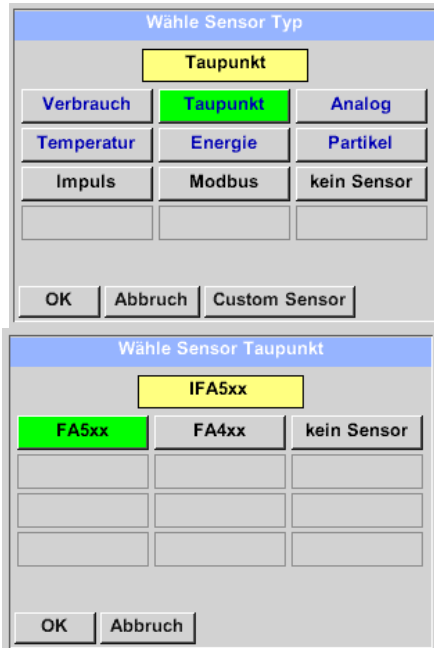 Wähle Sensor Typ
Taupunkt
Verbrauch Taupunkt Analog
Temperatur Energie Partikel
Impuls Modbus kein Sensor
OK Abbruch Custom Sensor
Wähle Sensor Taupunkt
IFA5xx
FA5xx FA4xx kein Sensor
OK Abbruch